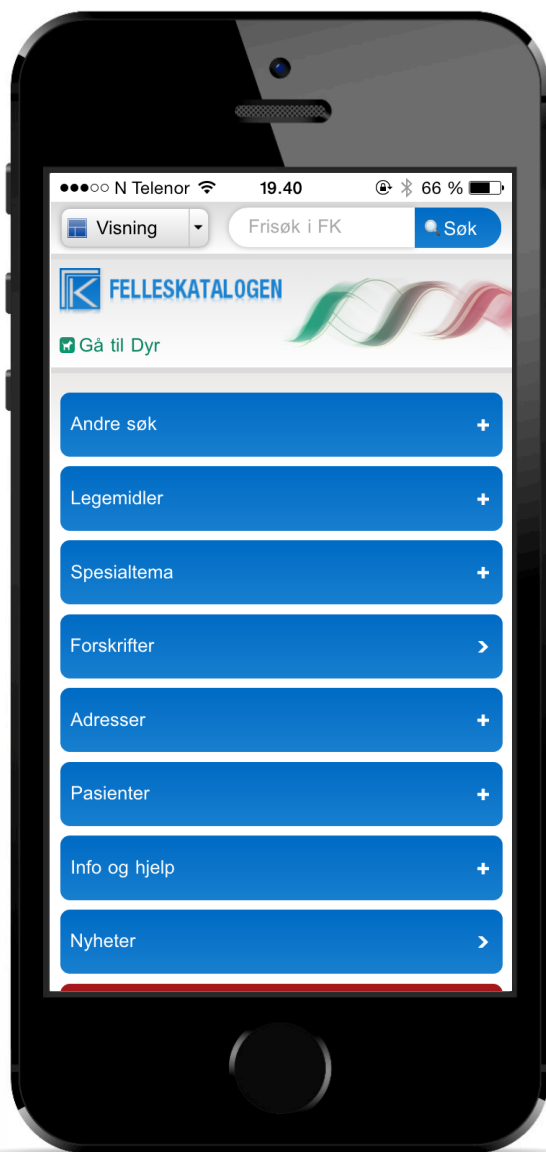 N Telenor 19.40 66 %
Visning Frisøk i FK Søk
FELLESKATALOGEN
Gå til Dyr
Andre søk
Legemidler
Spesialtema
Forskrifter
Adresser
Pasienter
Info og hjelp
Nyheter